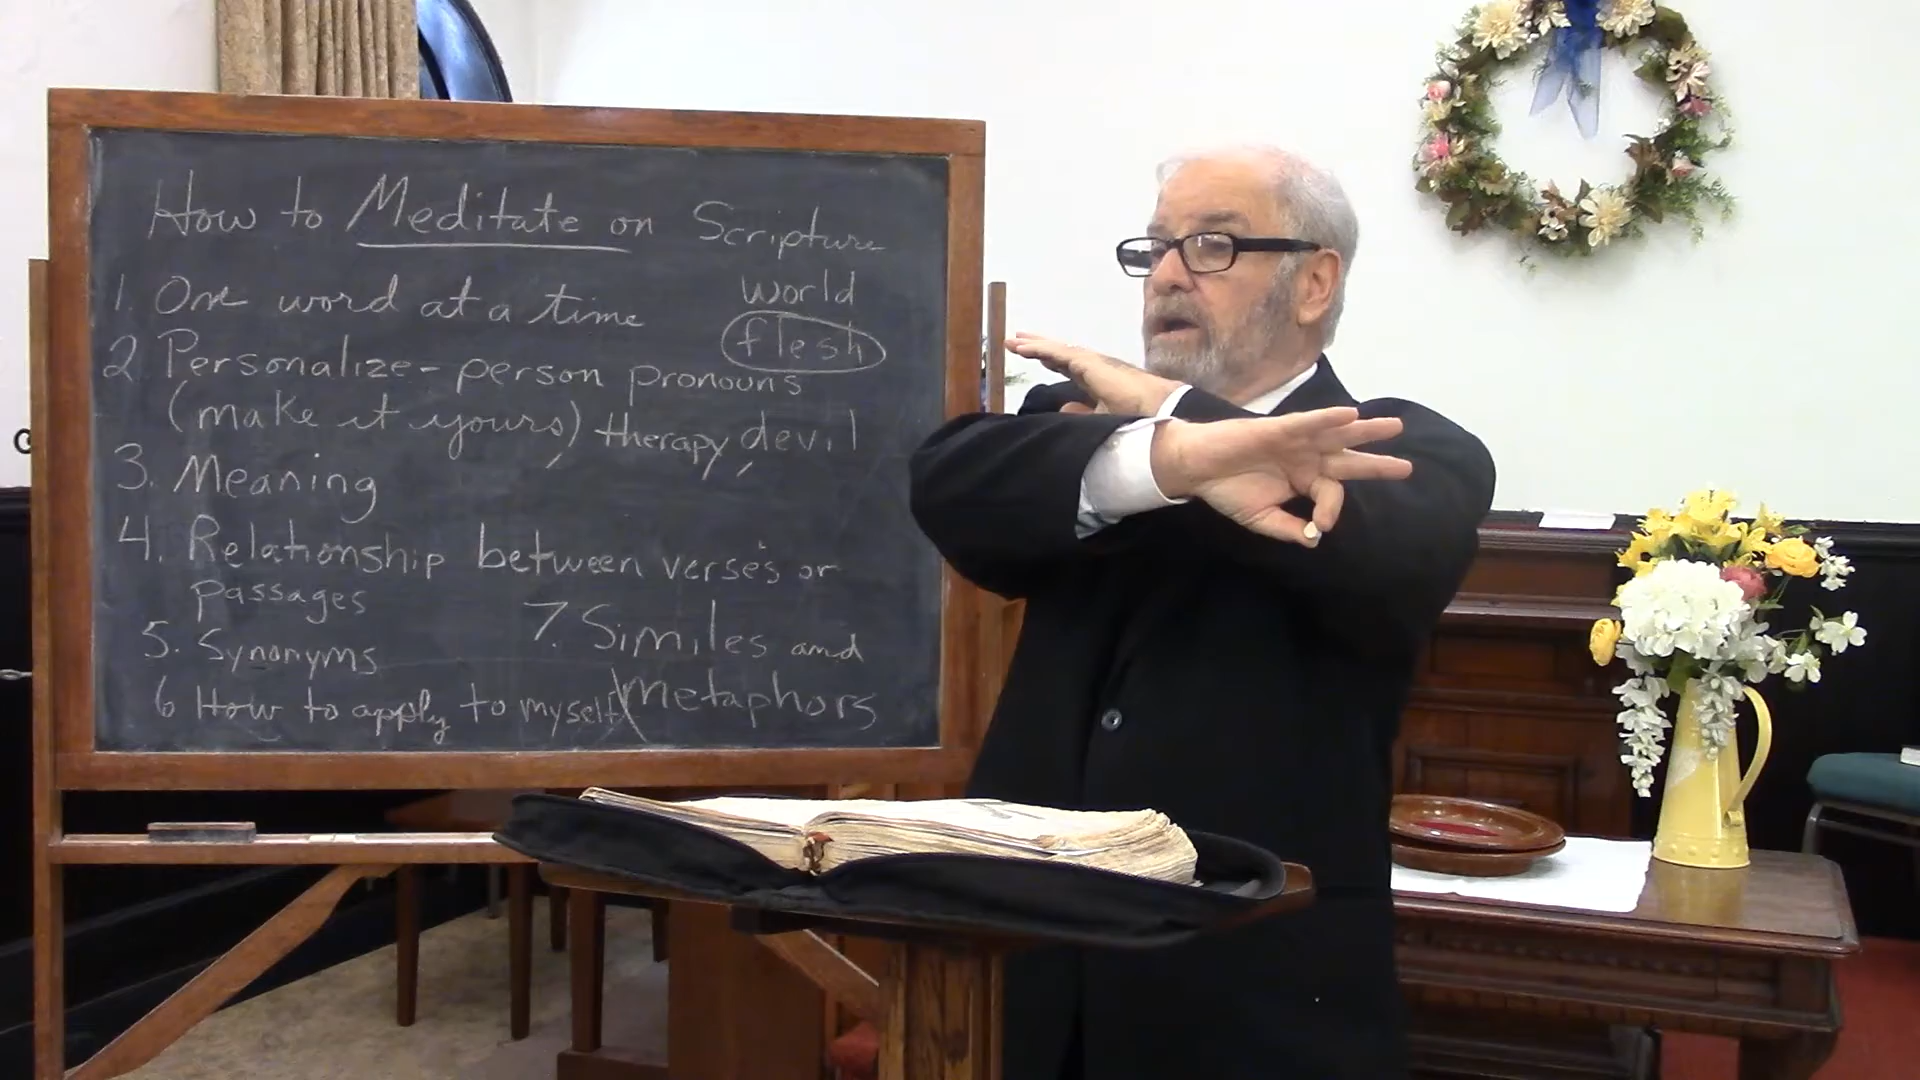 How to Meditate on Scripture
1. One word at a time
world
flesh
2 Personalize - person pronouns
(make it yours) therapy
devil
3. Meaning
4. Relationship between verses or
passages
5. Synonyms
6 How to apply to myself
7. Similes and
Metaphors